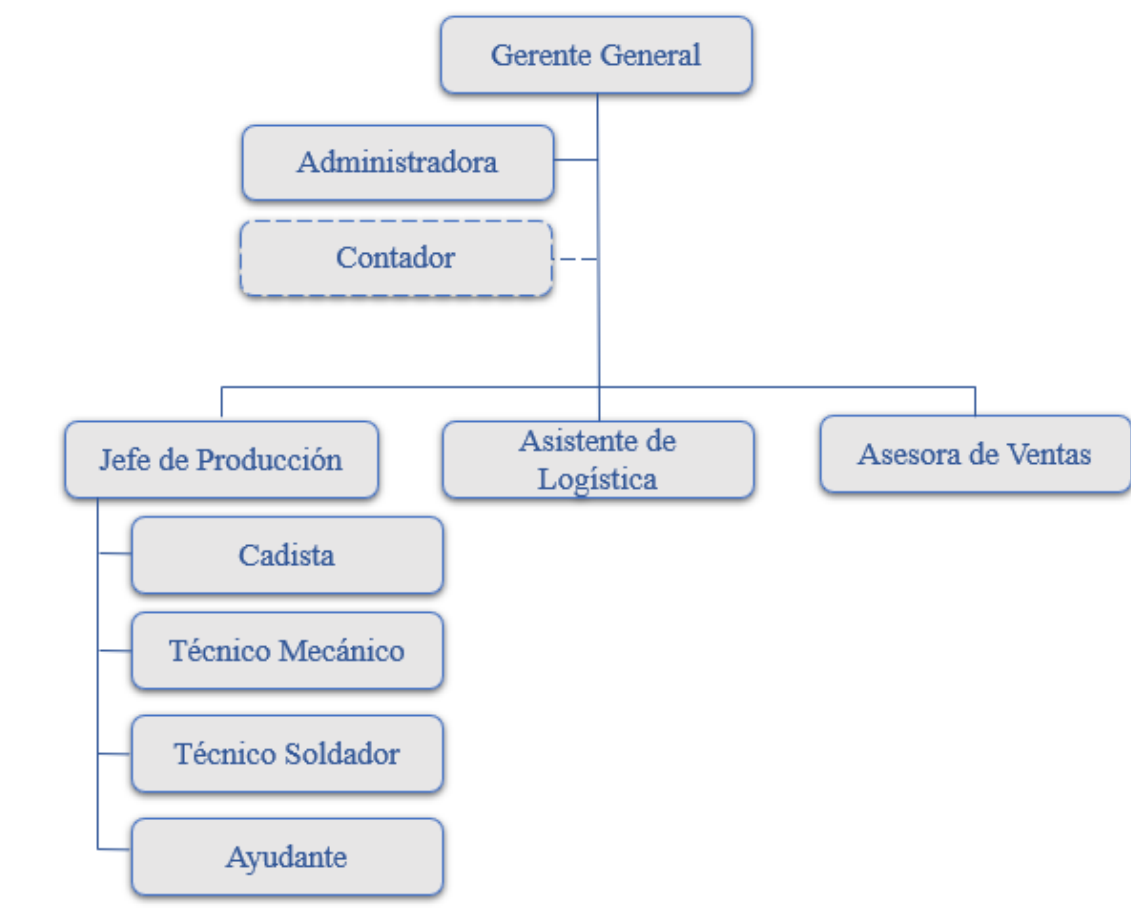 Gerente General
Administradora
Contador
Jefe de Producción
Asistente de
Logística
Asesora de Ventas
Cadista
Técnico Mecánico
Técnico Soldador
Ayudante